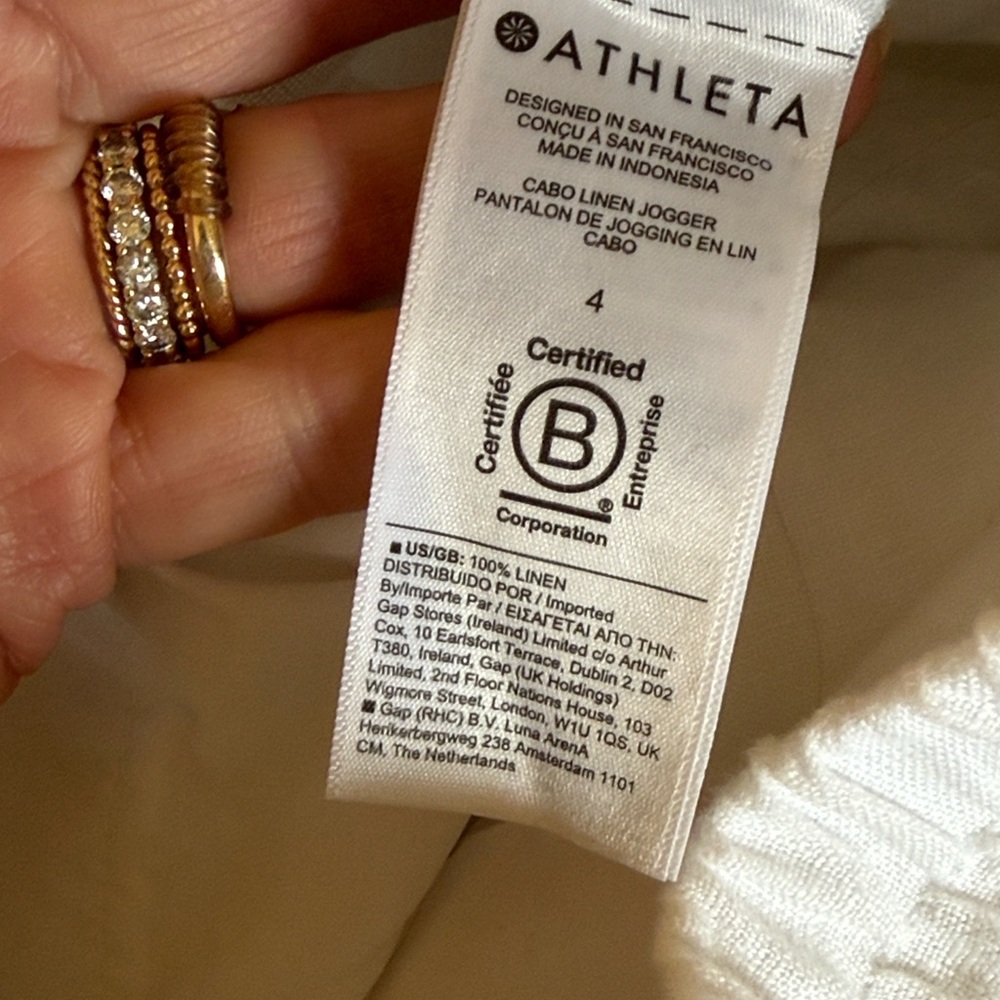 ATHLETA
DESIGNED IN SAN FRANCISCO
CONÇU À SAN FRANCISCO
MADE IN INDONESIA
CABO LINEN JOGGER
PANTALON DE JOGGING EN LIN
CABO
4
Certified
Certifiée
B
Entreprise
®
Corporation
■ US/GB: 100% LINEN
DISTRIBUIDO POR / Imported
By/Importe Par / ΕΙΣΑΓΕΤΑΙ ΑΠΟ ΤΗΝ:
Gap Stores (Ireland) Limited c/o Arthur
Cox, 10 Earlsfort Terrace, Dublin 2, D02
T380, Ireland, Gap (UK Holdings)
Limited, 2nd Floor Nations House, 103
Wigmore Street, London, W1U 1QS, UK
■ Gap (RHC) B.V. Luna ArenA
Herikerbergweg 238 Amsterdam 1101
CM, The Netherlands